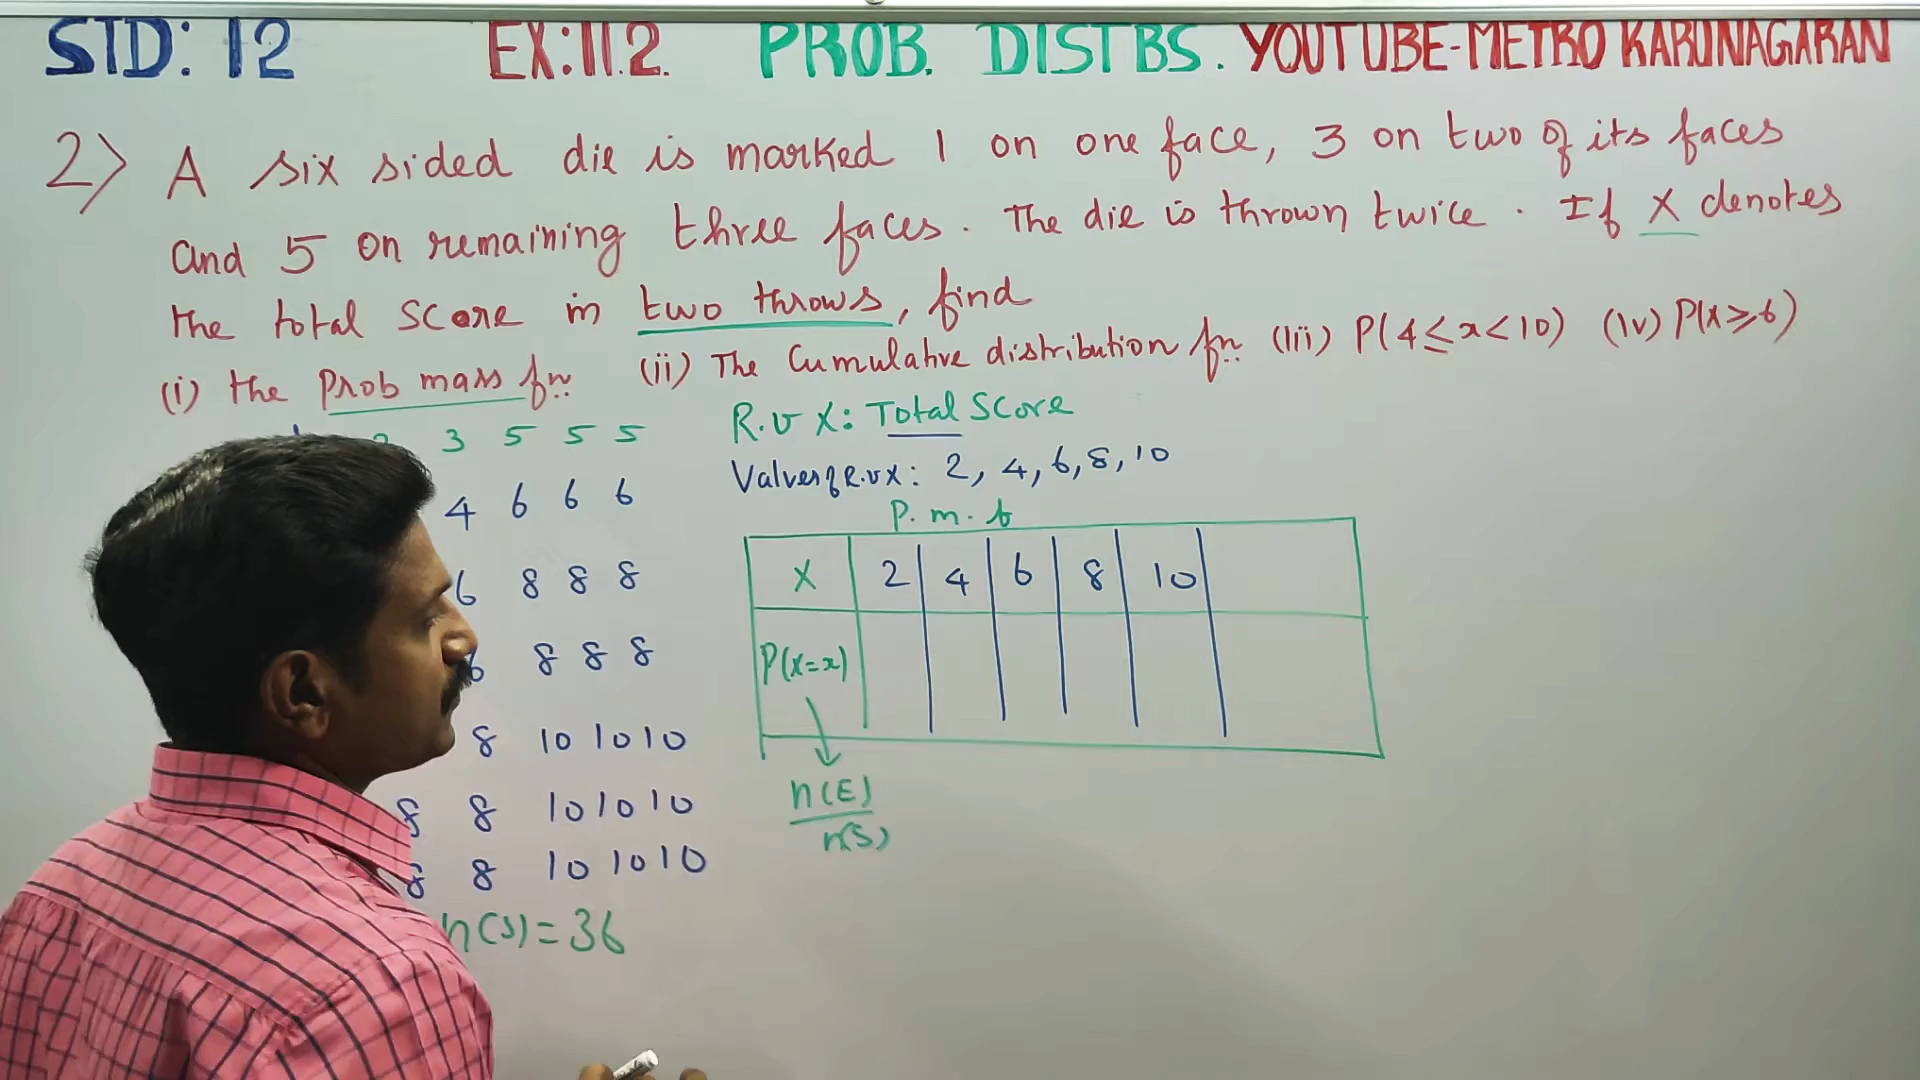 STD: 12 EX:11.2. PROB. DISTBS. YOUTUBE-METRO KARUNAGARAN
2) A six sided die is marked 1 on one face, 3 on two of its faces
and 5 on remaining three faces. The die is thrown twice. If X denotes
the total score in two throws, find
(i) the Prob mass fn (ii) The Cumulative distribution fn (iii) P(4≤x<10) (iv) P(X≥6)
3 5 5 5
4 6 6 6
6 8 8 8
8 8 8
8 10 10 10
8 8 10 10 10
8 8 10 10 10
n(S)=36
R.v X: Total Score
Values of R.v X: 2, 4, 6, 8, 10
P. m. f
X 2 4 6 8 10
P(X=x)
n(E)
n(S)